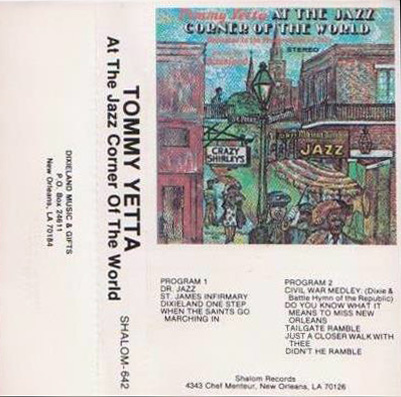 TOMMY YETTA
At The Jazz Corner Of The World
SHALOM-642
DIXIELAND MUSIC & GIFTS
P.O. Box 24611
New Orleans, LA 70184
Tommy Yetta AT THE JAZZ
CORNER OF THE WORLD
STEREO
CRAZY
SHIRLEY'S
JAZZ
PROGRAM 1
DR. JAZZ
ST. JAMES INFIRMARY
DIXIELAND ONE STEP
WHEN THE SAINTS GO
MARCHING IN
PROGRAM 2
CIVIL WAR MEDLEY: (Dixie &
Battle Hymn of the Republic)
DO YOU KNOW WHAT IT
MEANS TO MISS NEW
ORLEANS
TAILGATE RAMBLE
JUST A CLOSER WALK WITH
THEE
DIDN'T HE RAMBLE
Shalom Records
4343 Chef Menteur, New Orleans, LA 70126